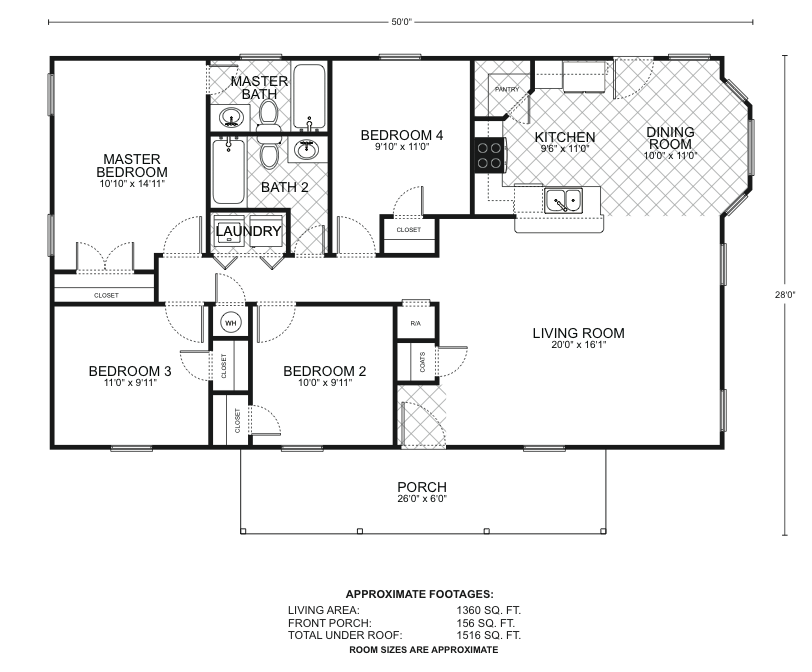 50'0"
MASTER
BATH
PANTRY
BEDROOM 4
9'10" x 11'0"
KITCHEN
9'6" x 11'0"
DINING
ROOM
10'0" x 11'0"
MASTER
BEDROOM
10'10" x 14'11"
BATH 2
LAUNDRY
CLOSET
CLOSET
28'0"
WH
R/A
LIVING ROOM
20'0" x 16'1"
BEDROOM 3
11'0" x 9'11"
CLOSET
BEDROOM 2
10'0" x 9'11"
COATS
CLOSET
PORCH
26'0" x 6'0"
APPROXIMATE FOOTAGES:
LIVING AREA: 1360 SQ. FT.
FRONT PORCH: 156 SQ. FT.
TOTAL UNDER ROOF: 1516 SQ. FT.
ROOM SIZES ARE APPROXIMATE